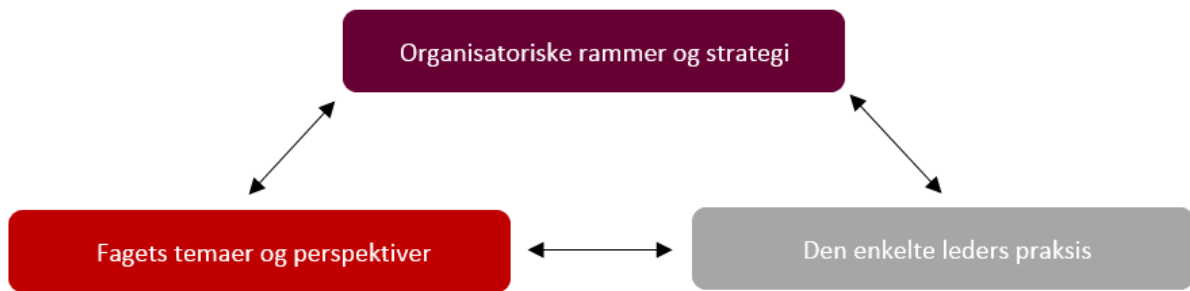 Organisatoriske rammer og strategi
Fagets temaer og perspektiver
Den enkelte leders praksis